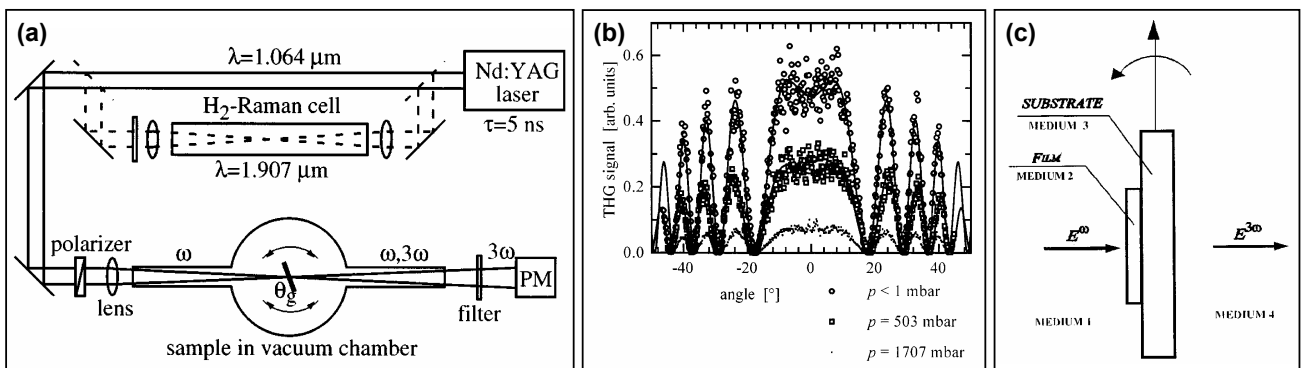 (a)
λ=1.064 μm
Nd:YAG
laser
τ=5 ns
H₂-Raman cell
λ=1.907 μm
polarizer
ω
ω,3ω
3ω
PM
lens
θg
filter
sample in vacuum chamber
(b)
THG signal [arb. units]
0.6
0.4
0.2
0.0
-40 -20 0 20 40
angle [°]
p < 1 mbar
p = 503 mbar
p = 1707 mbar
(c)
SUBSTRATE
MEDIUM 3
FILM
MEDIUM 2
E^ω
E^3ω
MEDIUM 1
MEDIUM 4